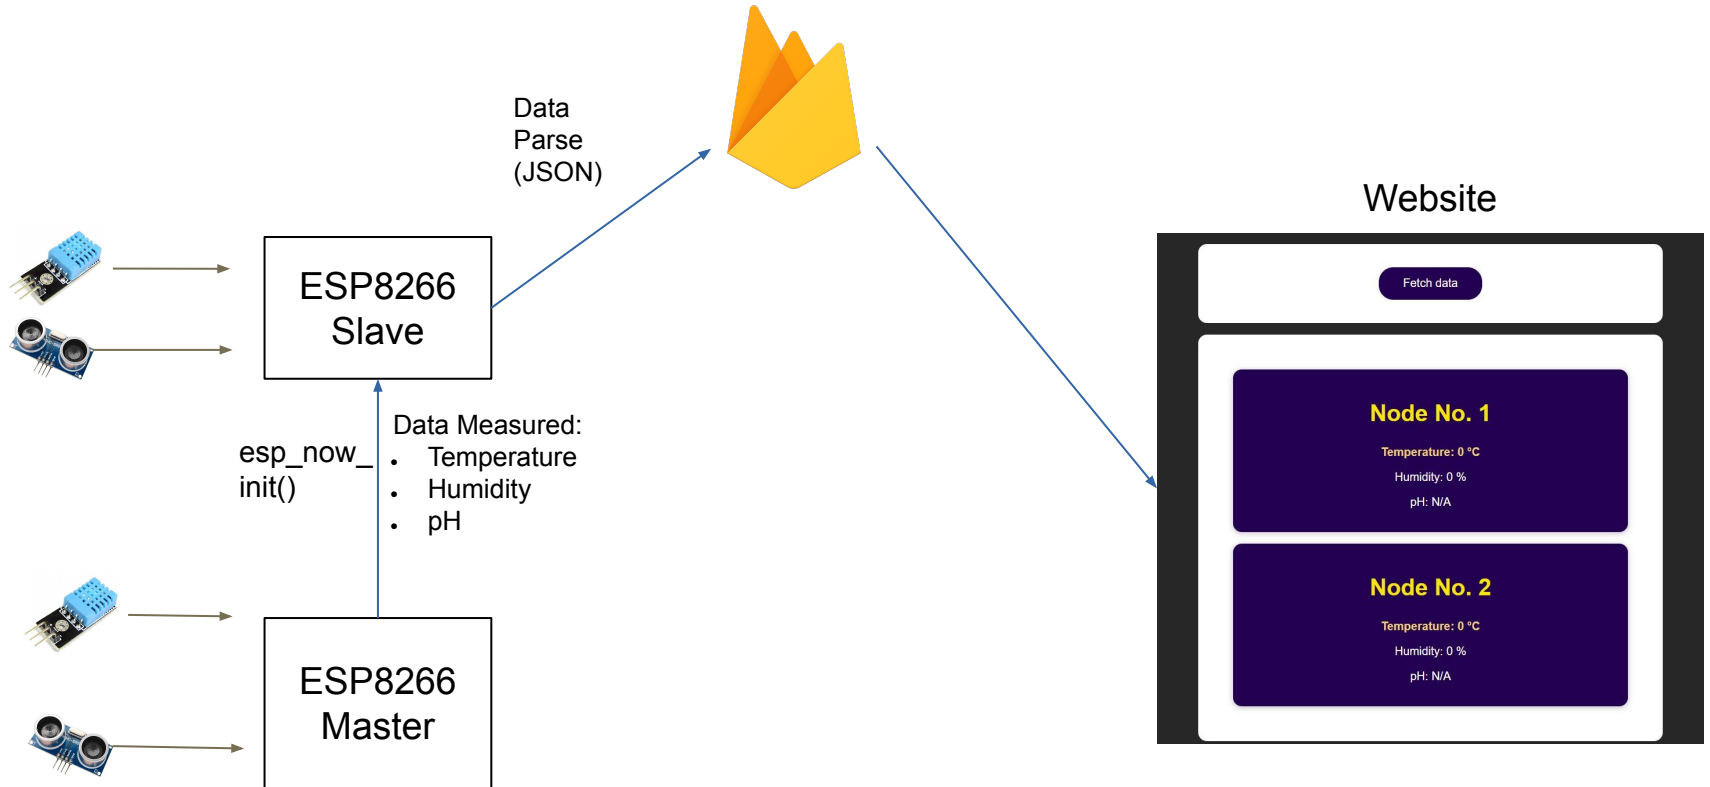 Data
Parse
(JSON)
Website
Fetch data
ESP8266
Slave
Node No. 1
Temperature: 0 °C
Humidity: 0 %
pH: N/A
esp_now_
init()
Data Measured:
• Temperature
• Humidity
• pH
Node No. 2
Temperature: 0 °C
Humidity: 0 %
pH: N/A
ESP8266
Master